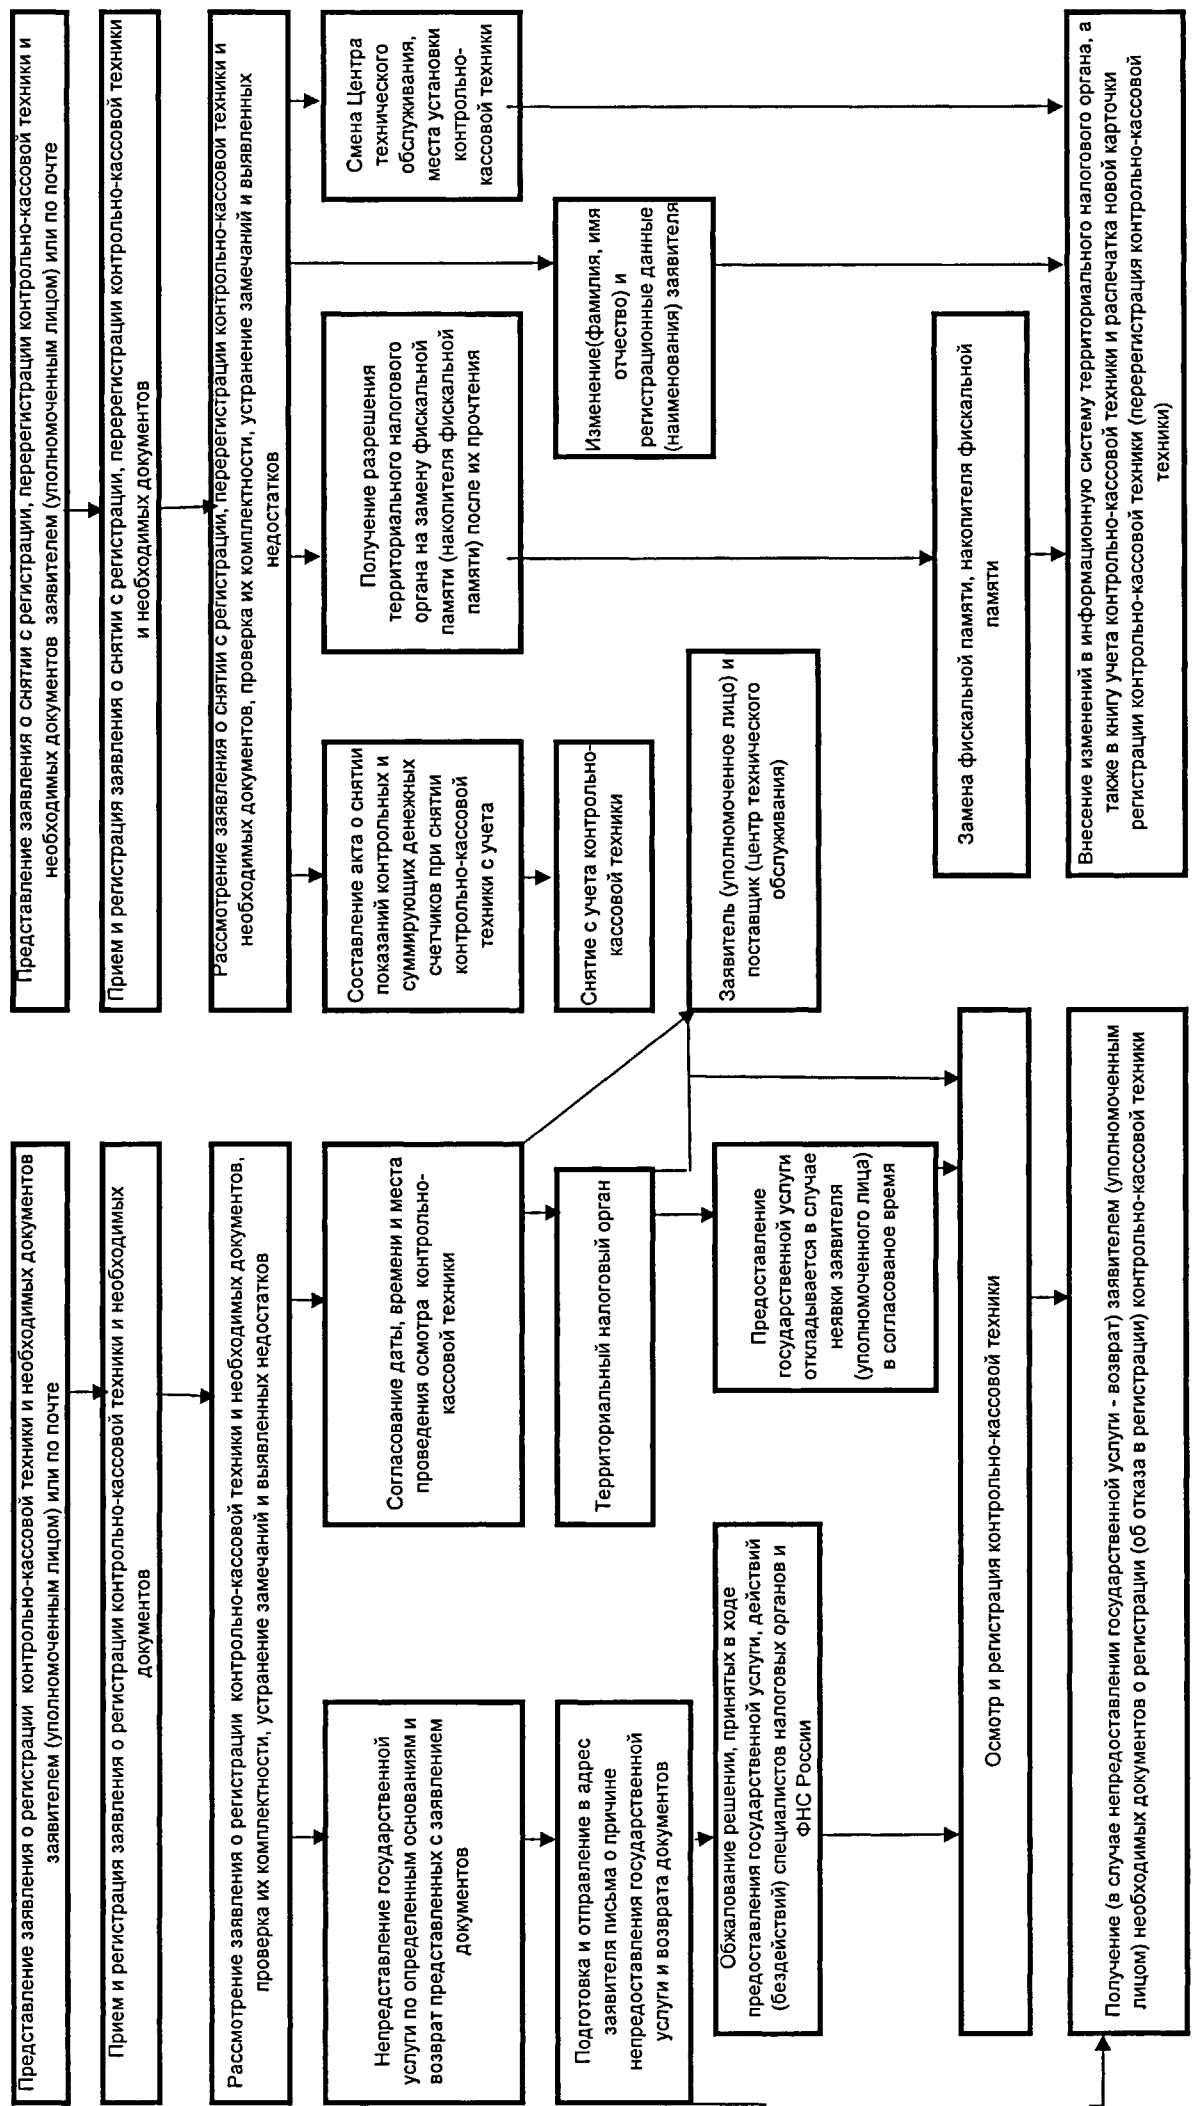 Представление заявления о регистрации контрольно-кассовой техники и необходимых документов
заявителем (уполномоченным лицом) или по почте
Прием и регистрация заявления о регистрации контрольно-кассовой техники и необходимых
документов
Рассмотрение заявления о регистрации контрольно-кассовой техники и необходимых документов,
проверка их комплектности, устранение замечаний и выявленных недостатков
Непредставление государственной
услуги по определенным основаниям и
возврат представленных с заявлением
документов
Согласование даты, времени и места
проведения осмотра контрольно-
кассовой техники
Подготовка и отправление в адрес
заявителя письма о причине
непредоставления государственной
услуги и возврата документов
Территориальный налоговый орган
Обжалование решении, принятых в ходе
предоставления государственной услуги, действий
(бездействий) специалистов налоговых органов и
ФНС России
Предоставление
государственной услуги
откладывается в случае
неявки заявителя
(уполномоченного лица)
в согласованое время
Осмотр и регистрация контрольно-кассовой техники
Получение (в случае непредоставлении государственной услуги - возврат) заявителем (уполномоченным
лицом) необходимых документов о регистрации (об отказа в регистрации) контрольно-кассовой техники
Представление заявления о снятии с регистрации, перерегистрации контрольно-кассовой техники и
необходимых документов заявителем (уполномоченным лицом) или по почте
Прием и регистрация заявления о снятии с регистрации, перерегистрации контрольно-кассовой техники
и необходимых документов
Рассмотрение заявления о снятии с регистрации, перерегистрации контрольно-кассовой техники и
необходимых документов, проверка их комплектности, устранение замечаний и выявленных
недостатков
Составление акта о снятии
показаний контрольных и
суммирующих денежных
счетчиков при снятии
контрольно-кассовой
техники с учета
Получение разрешения
территориального налогового
органа на замену фискальной
памяти (накопителя фискальной
памяти) после их прочтения
Смена Центра
технического
обслуживания,
места установки
контрольно-
кассовой техники
Снятие с учета контрольно-
кассовой техники
Изменение(фамилия, имя
отчество) и
регистрационные данные
(наименования) заявителя
Заявитель (уполномоченное лицо) и
поставщик (центр технического
обслуживания)
Замена фискальной памяти, накопителя фискальной
памяти
Внесение изменений в информационную систему территориального налогового органа, а
также в книгу учета контрольно-кассовой техники и распечатка новой карточки
регистрации контрольно-кассовой техники (перерегистрация контрольно-кассовой
техники)